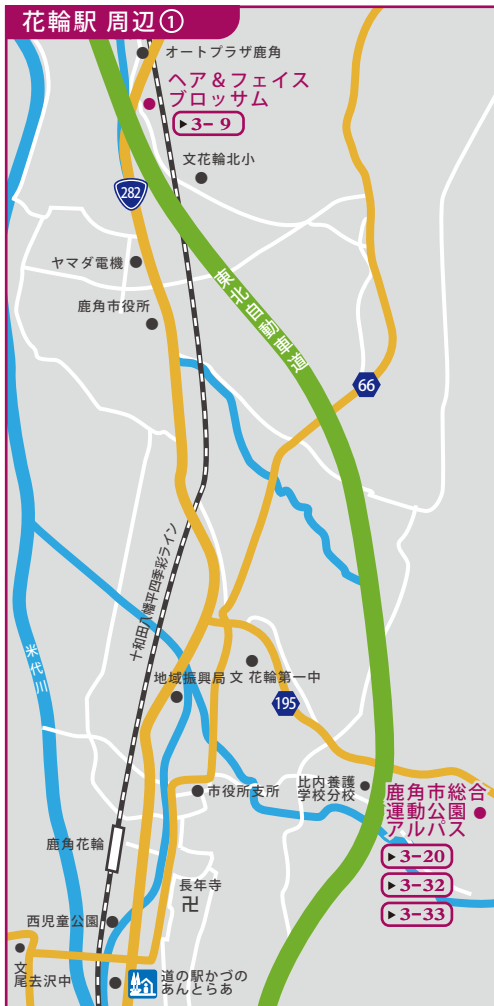 花輪駅 周辺①
オートプラザ鹿角
ヘア＆フェイス
ブロッサム
▶3-9
文花輪北小
282
ヤマダ電機
鹿角市役所
東北自動車道
66
十和田八幡平四季彩ライン
米代川
地域振興局
文 花輪第一中
195
市役所支所
比内養護
学校分校
鹿角市総合
運動公園
アルパス
▶3-20
▶3-32
▶3-33
鹿角花輪
長年寺
卍
西児童公園
文
尾去沢中
道の駅かづの
あんとらあ